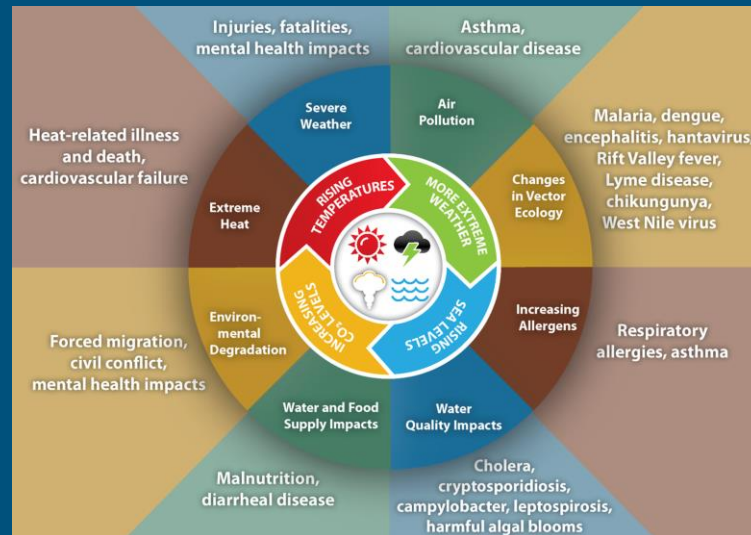 Injuries, fatalities,
mental health impacts
Asthma,
cardiovascular disease
Severe
Weather
Air
Pollution
Heat-related illness
and death,
cardiovascular failure
Malaria, dengue,
encephalitis, hantavirus,
Rift Valley fever,
Lyme disease,
chikungunya,
West Nile virus
Extreme
Heat
Changes
in Vector
Ecology
RISING
TEMPERATURES
MORE EXTREME
WEATHER
INCREASING
CO₂ LEVELS
RISING
SEA LEVELS
Environ-
mental
Degradation
Increasing
Allergens
Forced migration,
civil conflict,
mental health impacts
Respiratory
allergies, asthma
Water and Food
Supply Impacts
Water
Quality Impacts
Malnutrition,
diarrheal disease
Cholera,
cryptosporidiosis,
campylobacter, leptospirosis,
harmful algal blooms